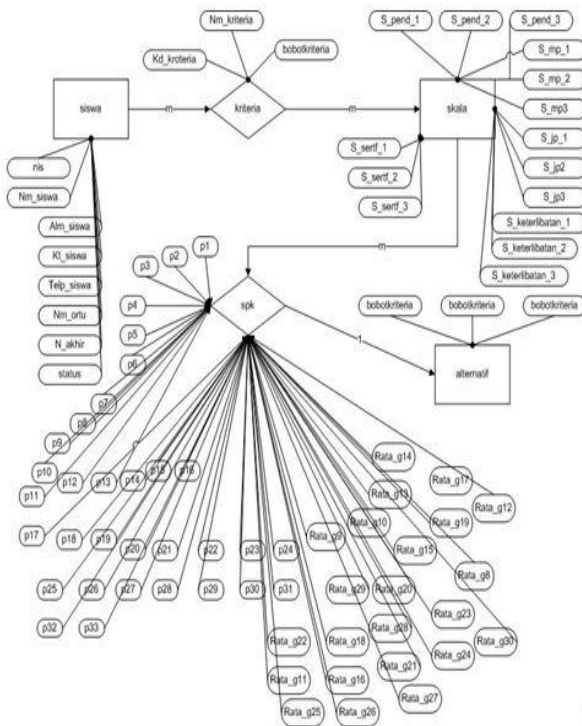 Nm_kriteria
Kd_kroteria
bobotkriteria
S_pend_1
S_pend_2
S_pend_3
S_mp_1
S_mp_2
S_mp3
S_jp_1
S_jp2
S_jp3
siswa
m
kriteria
m
skala
S_sertf_1
S_sertf_2
S_sertf_3
S_keterlibatan_1
S_keterlibatan_2
S_keterlibatan_3
nis
Nm_siswa
Alm_siswa
Kt_siswa
Telp_siswa
Nm_ortu
N_akhir
status
m
spk
1
bobotkriteria
bobotkriteria
bobotkriteria
alternatif
p1
p2
p3
p4
p5
p6
p7
p8
p9
p10
p11
p12
p13
p14
p15
p16
p17
p18
p19
p20
p21
p22
p23
p24
p25
p26
p27
p28
p29
p30
p31
p32
p33
Rata_g14
Rata_g17
Rata_g13
Rata_g12
Rata_g10
Rata_g19
Rata_g9
Rata_g15
Rata_g8
Rata_g29
Rata_g20
Rata_g23
Rata_g28
Rata_g30
Rata_g22
Rata_g18
Rata_g24
Rata_g21
Rata_g11
Rata_g16
Rata_g27
Rata_g25
Rata_g26